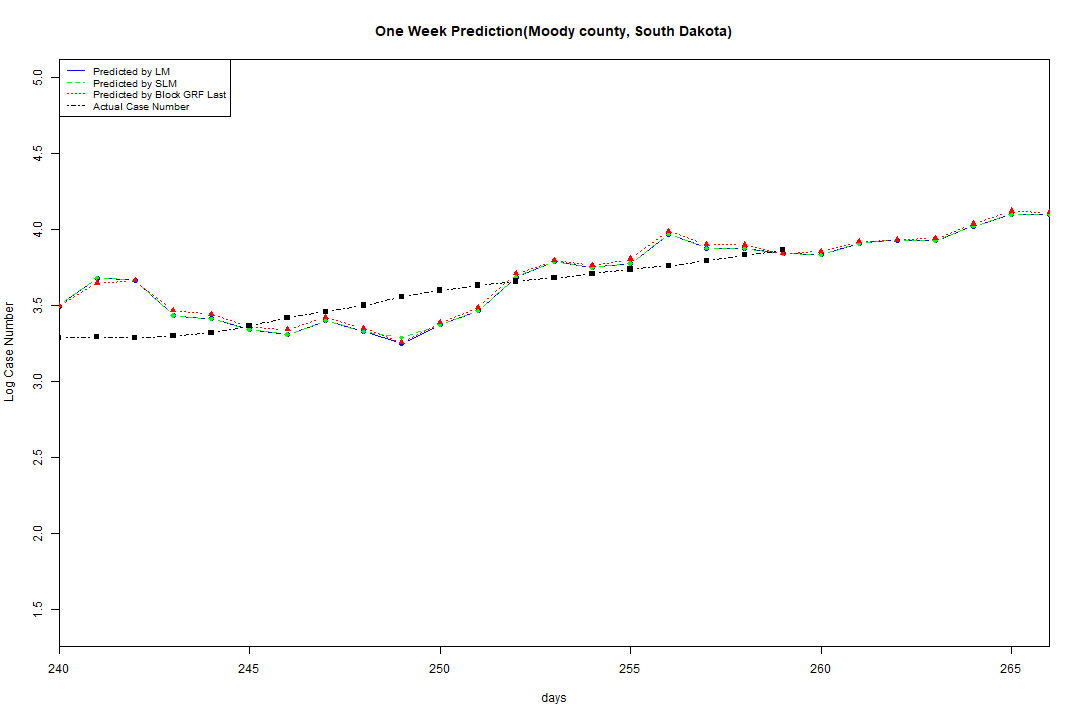 One Week Prediction(Moody county, South Dakota)
Predicted by LM
Predicted by SLM
Predicted by Block GRF Last
Actual Case Number
5.0
4.5
4.0
3.5
3.0
2.5
2.0
1.5
Log Case Number
240 245 250 255 260 265
days